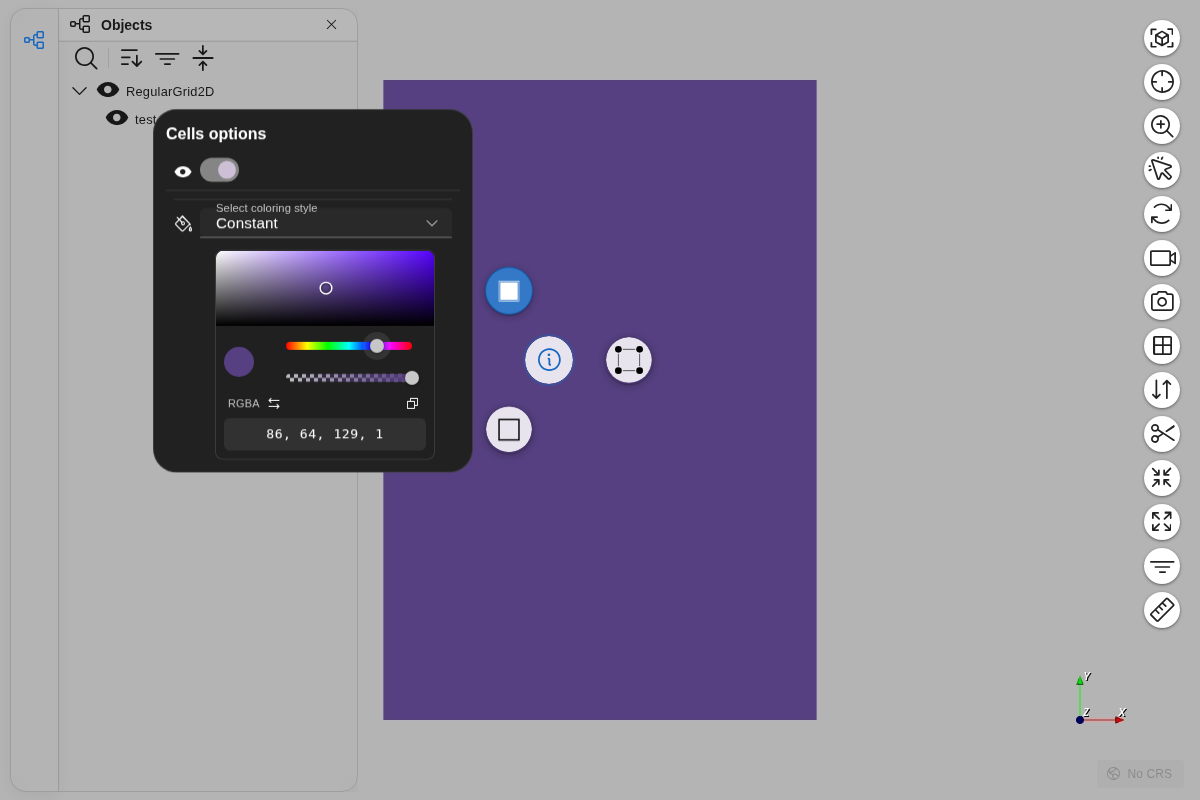 Objects
RegularGrid2D
test
Cells options
Select coloring style
Constant
RGBA
86, 64, 129, 1
Y
Z
X
No CRS